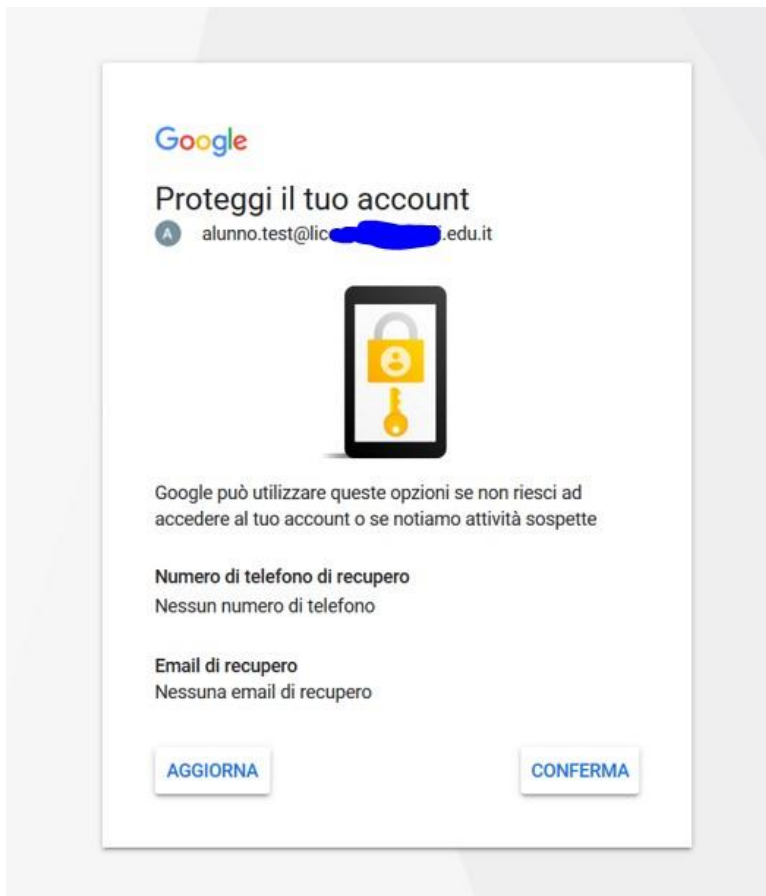 Google
Proteggi il tuo account
A alunno.test@lic .edu.it
Google può utilizzare queste opzioni se non riesci ad
accedere al tuo account o se notiamo attività sospette
Numero di telefono di recupero
Nessun numero di telefono
Email di recupero
Nessuna email di recupero
AGGIORNA CONFERMA